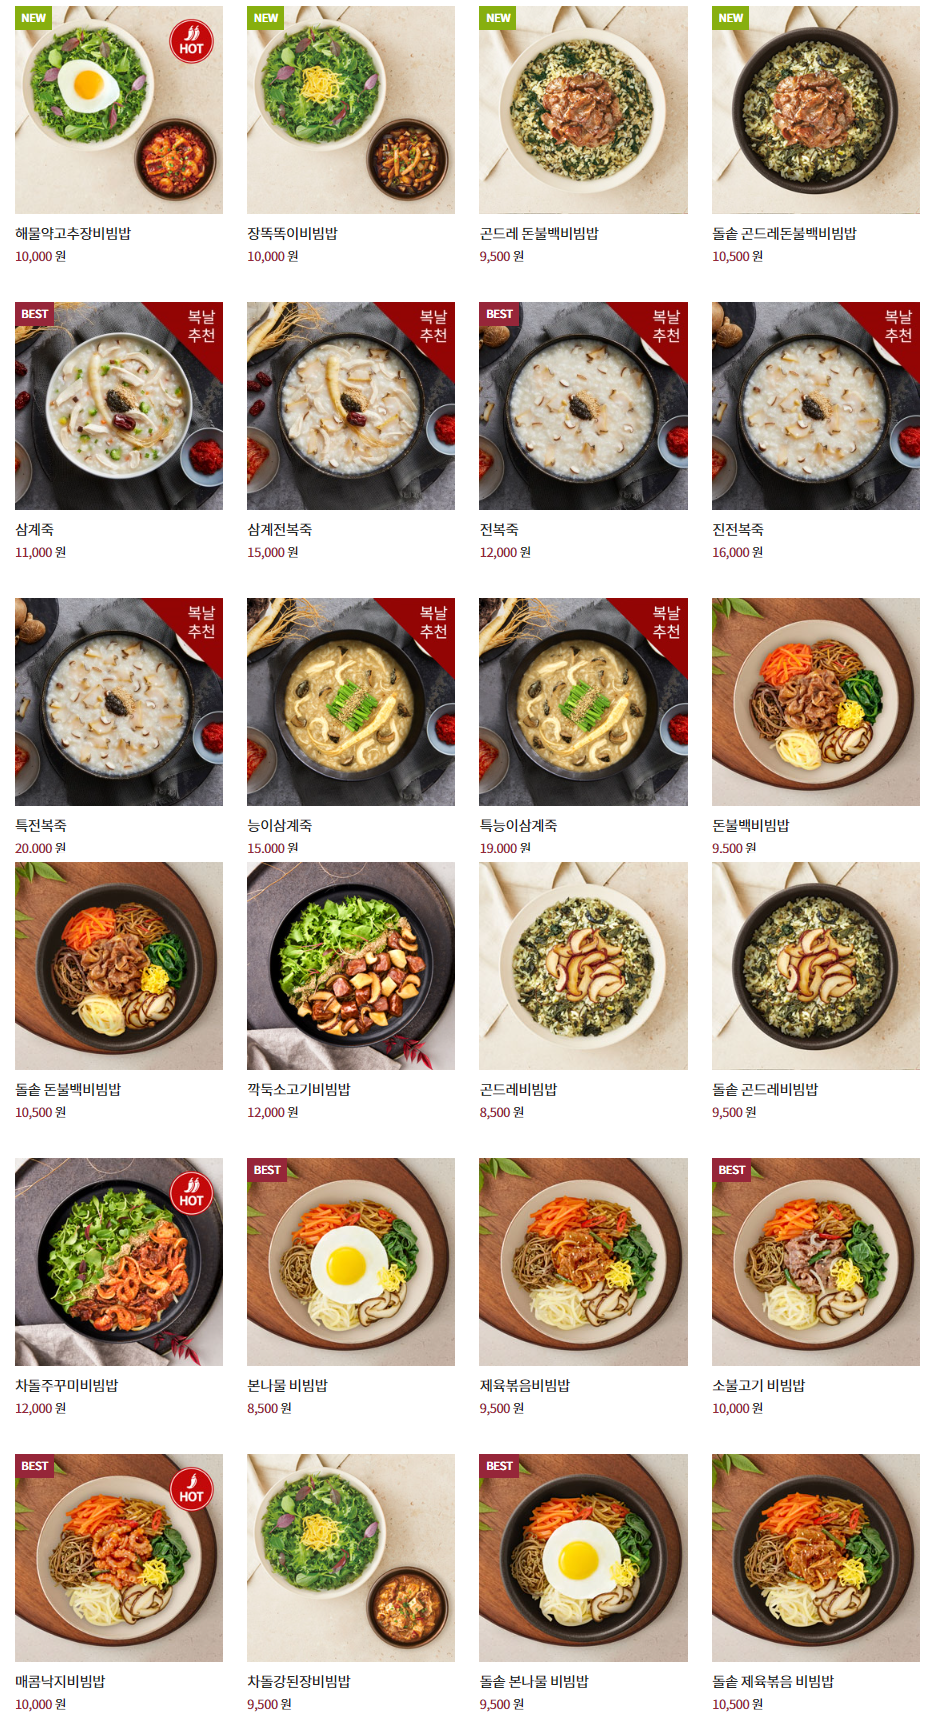 NEW
HOT
NEW
NEW
NEW
해물약고추장비빔밥
장똑똑이비빔밥
곤드레 돈불백비빔밥
돌솥 곤드레돈불백비빔밥
10,000 원
10,000 원
9,500 원
10,500 원
BEST
복날
추천
복날
추천
BEST
복날
추천
복날
추천
삼계죽
삼계전복죽
전복죽
진전복죽
11,000 원
15,000 원
12,000 원
16,000 원
복날
추천
복날
추천
복날
추천
특전복죽
능이삼계죽
특능이삼계죽
돈불백비빔밥
20,000 원
15,000 원
19,000 원
9,500 원
돌솥 돈불백비빔밥
깍둑소고기비빔밥
곤드레비빔밥
돌솥 곤드레비빔밥
10,500 원
12,000 원
8,500 원
9,500 원
HOT
BEST
BEST
차돌주꾸미비빔밥
본나물 비빔밥
제육볶음비빔밥
소불고기 비빔밥
12,000 원
8,500 원
9,500 원
10,000 원
BEST
HOT
BEST
매콤낙지비빔밥
차돌강된장비빔밥
돌솥 본나물 비빔밥
돌솥 제육볶음 비빔밥
10,000 원
9,500 원
9,500 원
10,500 원